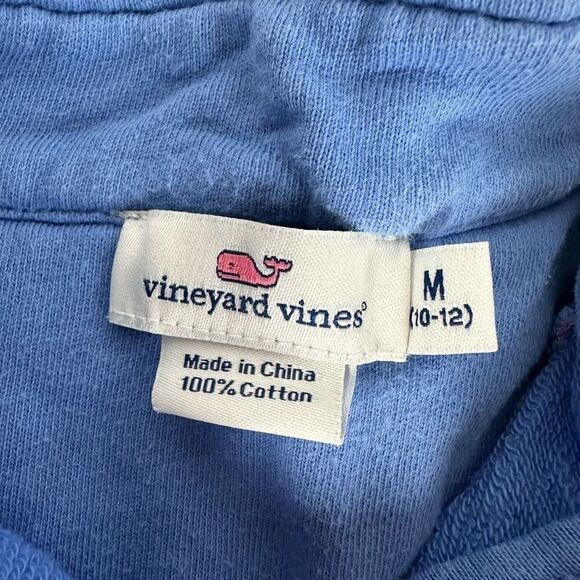 vineyard vines®
M
(10-12)
Made in China
100% Cotton